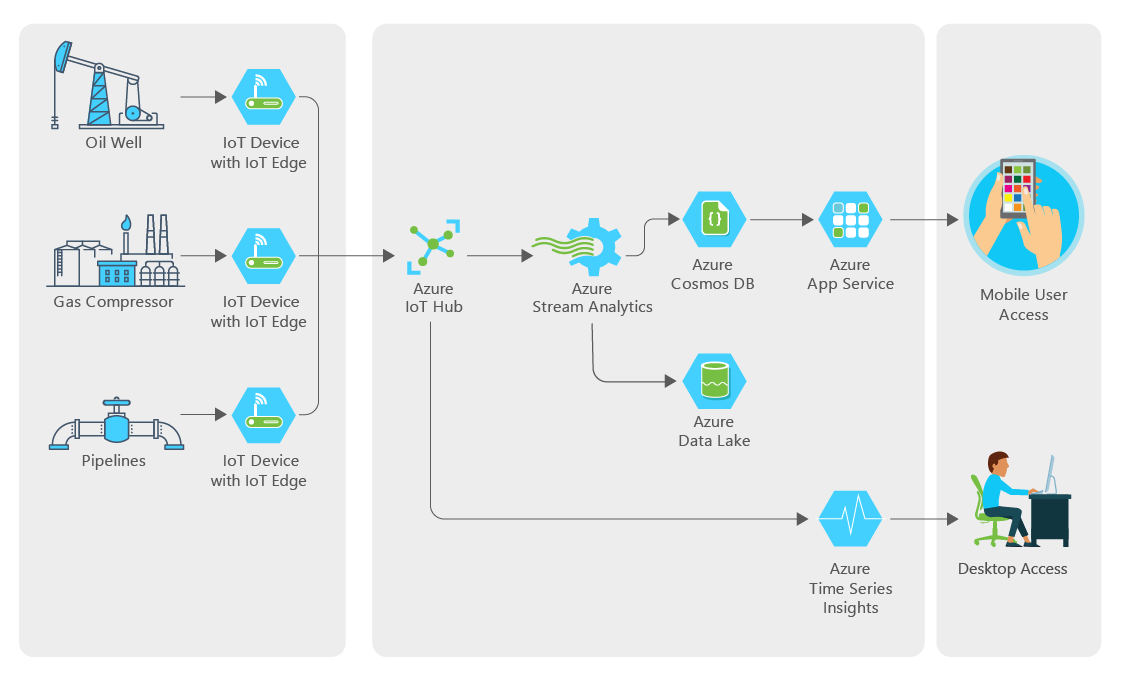 Oil Well
IoT Device
with IoT Edge
Gas Compressor
IoT Device
with IoT Edge
Pipelines
IoT Device
with IoT Edge
Azure
IoT Hub
Azure
Stream Analytics
{ }
Azure
Cosmos DB
Azure
App Service
Azure
Data Lake
Azure
Time Series
Insights
Mobile User
Access
Desktop Access